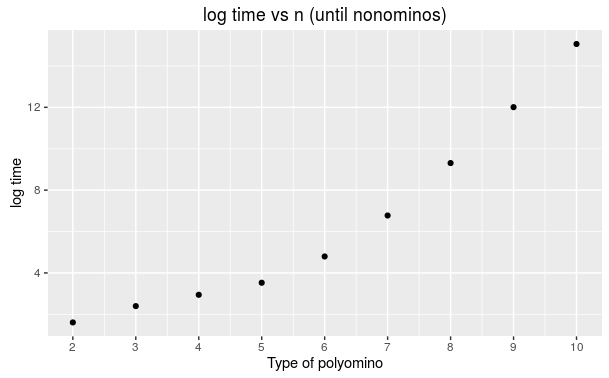 log time vs n (until nonominos)
log time
12
8
4
2 3 4 5 6 7 8 9 10
Type of polyomino